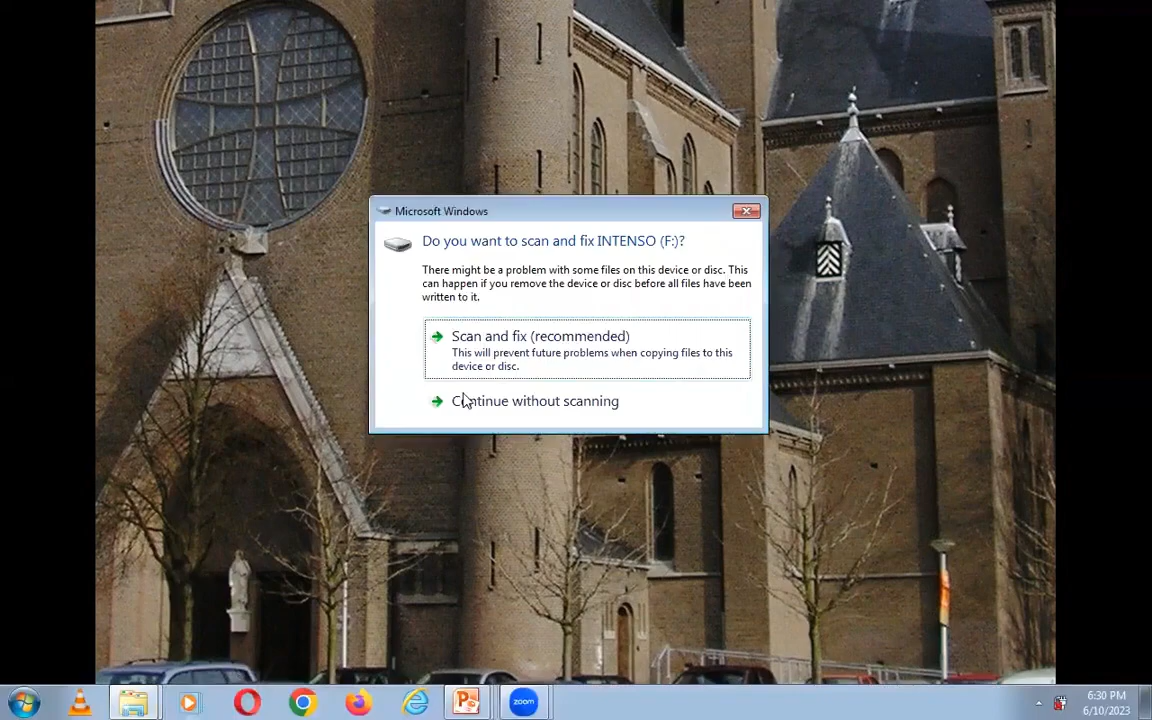 Microsoft Windows
Do you want to scan and fix INTENSO (F:)?
There might be a problem with some files on this device or disc. This
can happen if you remove the device or disc before all files have been
written to it.
Scan and fix (recommended)
This will prevent future problems when copying files to this
device or disc.
Continue without scanning
zoom
6:30 PM
6/10/2023